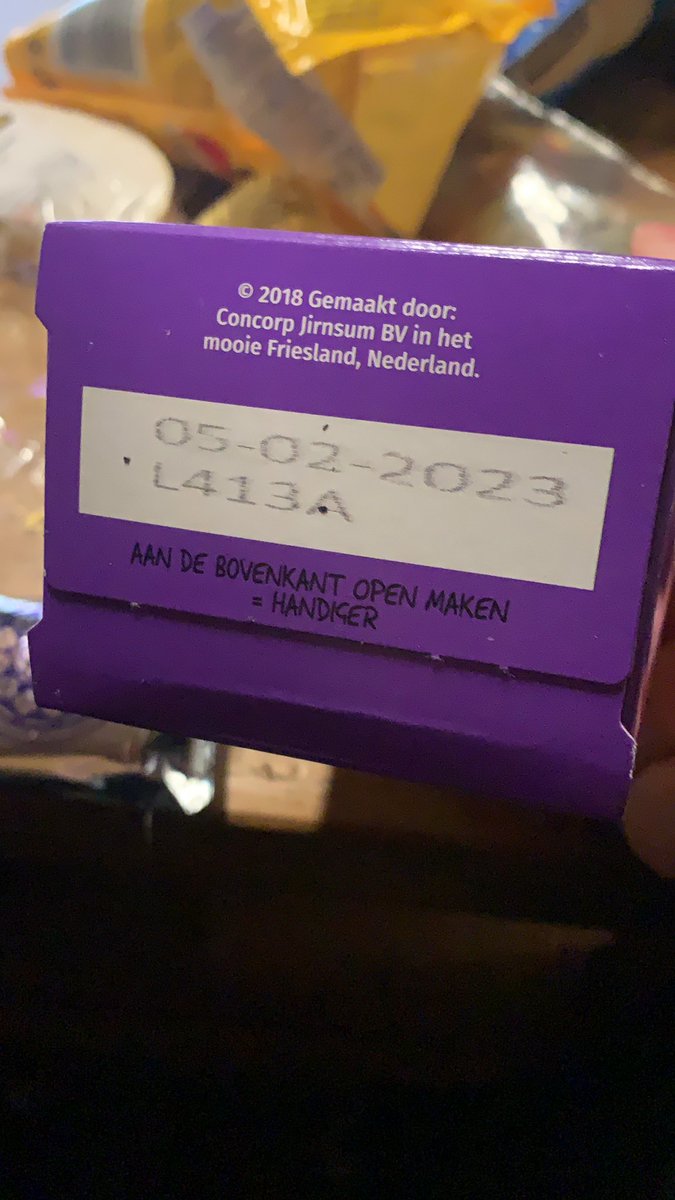 © 2018 Gemaakt door:
Concorp Jirnsum BV in het
mooie Friesland, Nederland.
05-02-2023
L413A
AAN DE BOVENKANT OPEN MAKEN
= HANDIGER